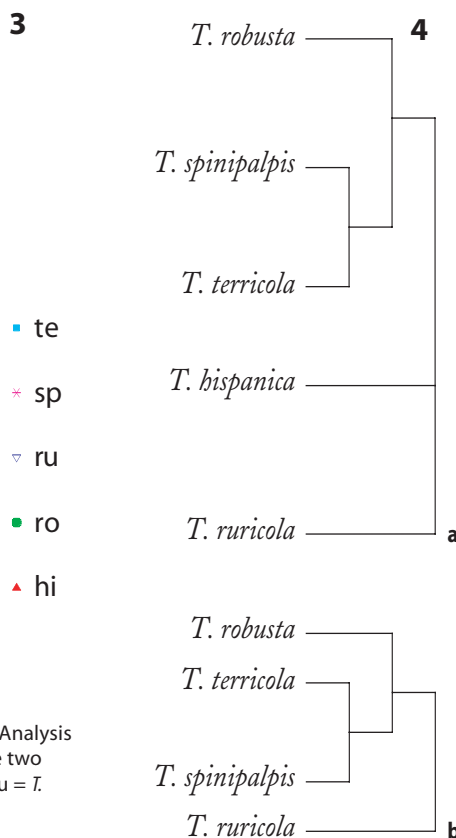 3
4
T. robusta
T. spinipalpis
T. terricola
T. hispanica
T. ruricola
a
te
sp
ru
ro
hi
T. robusta
T. terricola
T. spinipalpis
T. ruricola
b
Analysis
e two
u = T.